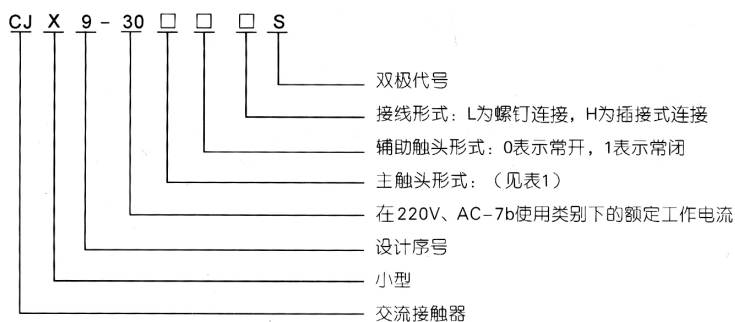 CJ X 9 - 30 □ □ □ S
双极代号
接线形式：L为螺钉连接，H为插接式连接
辅助触头形式：0表示常开，1表示常闭
主触头形式：（见表1）
在220V、AC-7b使用类别下的额定工作电流
设计序号
小型
交流接触器